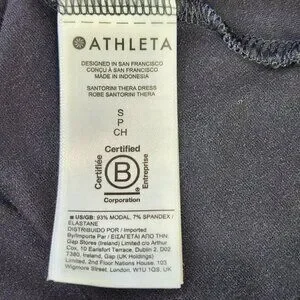 ATHLETA
DESIGNED IN SAN FRANCISCO
CONÇU À SAN FRANCISCO
MADE IN INDONESIA
SANTORINI THERA DRESS
ROBE SANTORINI THERA
S
P
CH
Certified
Certifiée
B
Entreprise
Corporation
US/GB: 93% MODAL, 7% SPANDEX /
ELASTANE
DISTRIBUIDO POR / Imported
By/Importe Par / ΕΙΣΑΓΕΤΑΙ ΑΠΟ ΤΗΝ:
Gap Stores (Ireland) Limited c/o Arthur
Cox, 10 Earlsfort Terrace, Dublin 2, D02
T380, Ireland, Gap (UK Holdings)
Limited, 2nd Floor Nations House, 103
Wigmore Street, London, W1U 1QS, UK